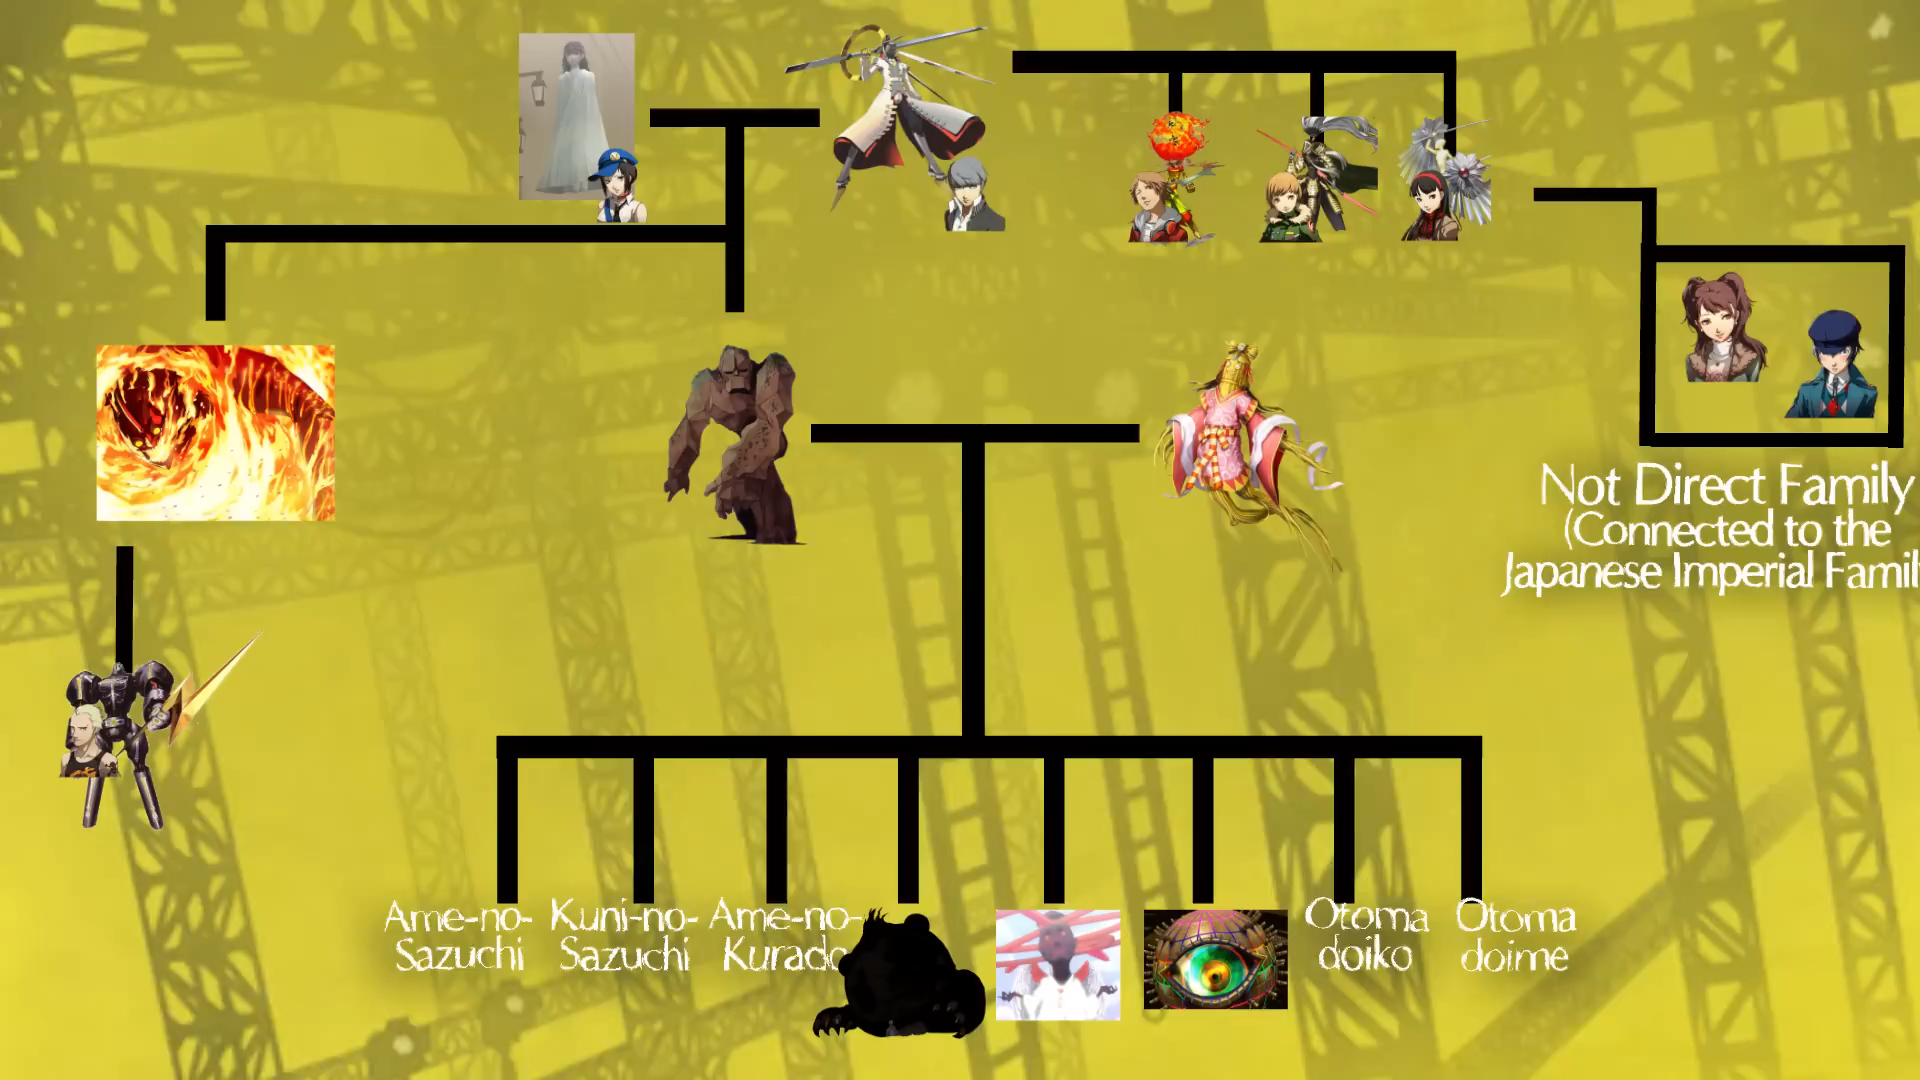 Not Direct Family
(Connected to the
Japanese Imperial Famil
Ame-no-
Sazuchi
Kuni-no-
Sazuchi
Ame-no-
Kurado
Otoma
doiko
Otoma
doime